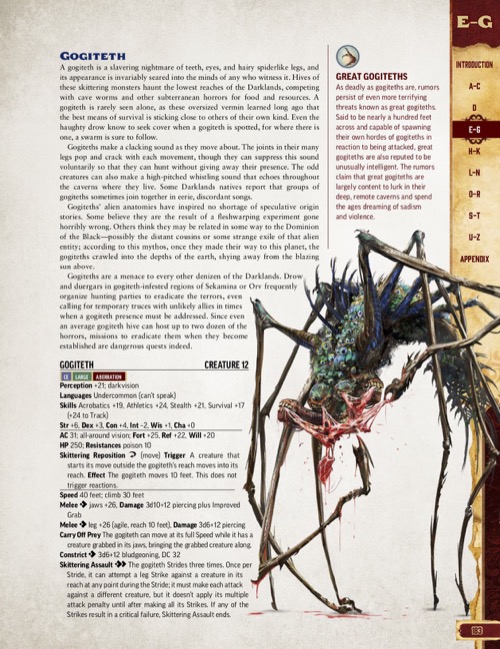 E-G
GOGITETH
A gogiteth is a slavering nightmare of teeth, eyes, and hairy spiderlike legs, and
its appearance is invariably seared into the minds of any who witness it. Hives of
these skittering monsters haunt the lowest reaches of the Darklands, competing
with cave worms and other subterranean horrors for food and resources. A
gogiteth is rarely seen alone, as these oversized vermin learned long ago that
the best means of survival is sticking close to others of their own kind. Even the
haughty drow know to seek cover when a gogiteth is spotted, for where there is
one, a swarm is sure to follow.
Gogiteths make a clacking sound as they move about. The joints in their many
legs pop and crack with each movement, though they can suppress this sound
voluntarily so that they can hunt without giving away their presence. The odd
creatures can also make a high-pitched whistling sound that echoes throughout
the caverns where they live. Some Darklands natives report that groups of
gogiteths sometimes join together in eerie, discordant songs.
Gogiteths' alien anatomies have inspired no shortage of speculative origin
stories. Some believe they are the result of a fleshwarping experiment gone
horribly wrong. Others think they may be related in some way to the Dominion
of the Black—possibly the distant cousins or some strange exile of that alien
entity; according to this mythos, once they made their way to this planet, the
gogiteths crawled into the depths of the earth, shying away from the blazing
sun above.
Gogiteths are a menace to every other denizen of the Darklands. Drow
and duergars in gogiteth-infested regions of Sekamina or Orv frequently
organize hunting parties to eradicate the terrors, even
calling for temporary truces with unlikely allies in times
when a gogiteth presence must be addressed. Since even
an average gogiteth hive can host up to two dozen of the
horrors, missions to eradicate them when they become
established are dangerous quests indeed.
GOGITETH CREATURE 12
CE LARGE ABERRATION
Perception +21; darkvision
Languages Undercommon (can't speak)
Skills Acrobatics +19, Athletics +24, Stealth +21, Survival +17
(+24 to Track)
Str +6, Dex +3, Con +4, Int -2, Wis +1, Cha +0
AC 31; all-around vision; Fort +25, Ref +22, Will +20
HP 250; Resistances poison 10
Skittering Reposition (move) Trigger A creature that
starts its move outside the gogiteth's reach moves into its
reach. Effect The gogiteth moves 10 feet. This does not
trigger reactions.
Speed 40 feet; climb 30 feet
Melee jaws +26, Damage 3d10+12 piercing plus Improved
Grab
Melee leg +26 (agile, reach 10 feet), Damage 3d6+12 piercing
Carry Off Prey The gogiteth can move at its full Speed while it has a
creature grabbed in its jaws, bringing the grabbed creature along.
Constrict 3d6+12 bludgeoning, DC 32
Skittering Assault The gogiteth Strides three times. Once per
Stride, it can attempt a leg Strike against a creature in its
reach at any point during the Stride; it must make each attack
against a different creature, but it doesn't apply its multiple
attack penalty until after making all its Strikes. If any of the
Strikes result in a critical failure, Skittering Assault ends.
GREAT GOGITETHS
As deadly as gogiteths are, rumors
persist of even more terrifying
threats known as great gogiteths.
Said to be nearly a hundred feet
across and capable of spawning
their own hordes of gogiteths in
reaction to being attacked, great
gogiteths are also reputed to be
unusually intelligent. The rumors
claim that great gogiteths are
largely content to lurk in their
deep, remote caverns and spend
the ages dreaming of sadism
and violence.
INTRODUCTION
A-C
D
E-G
H-K
L-N
O-R
S-T
U-Z
APPENDIX